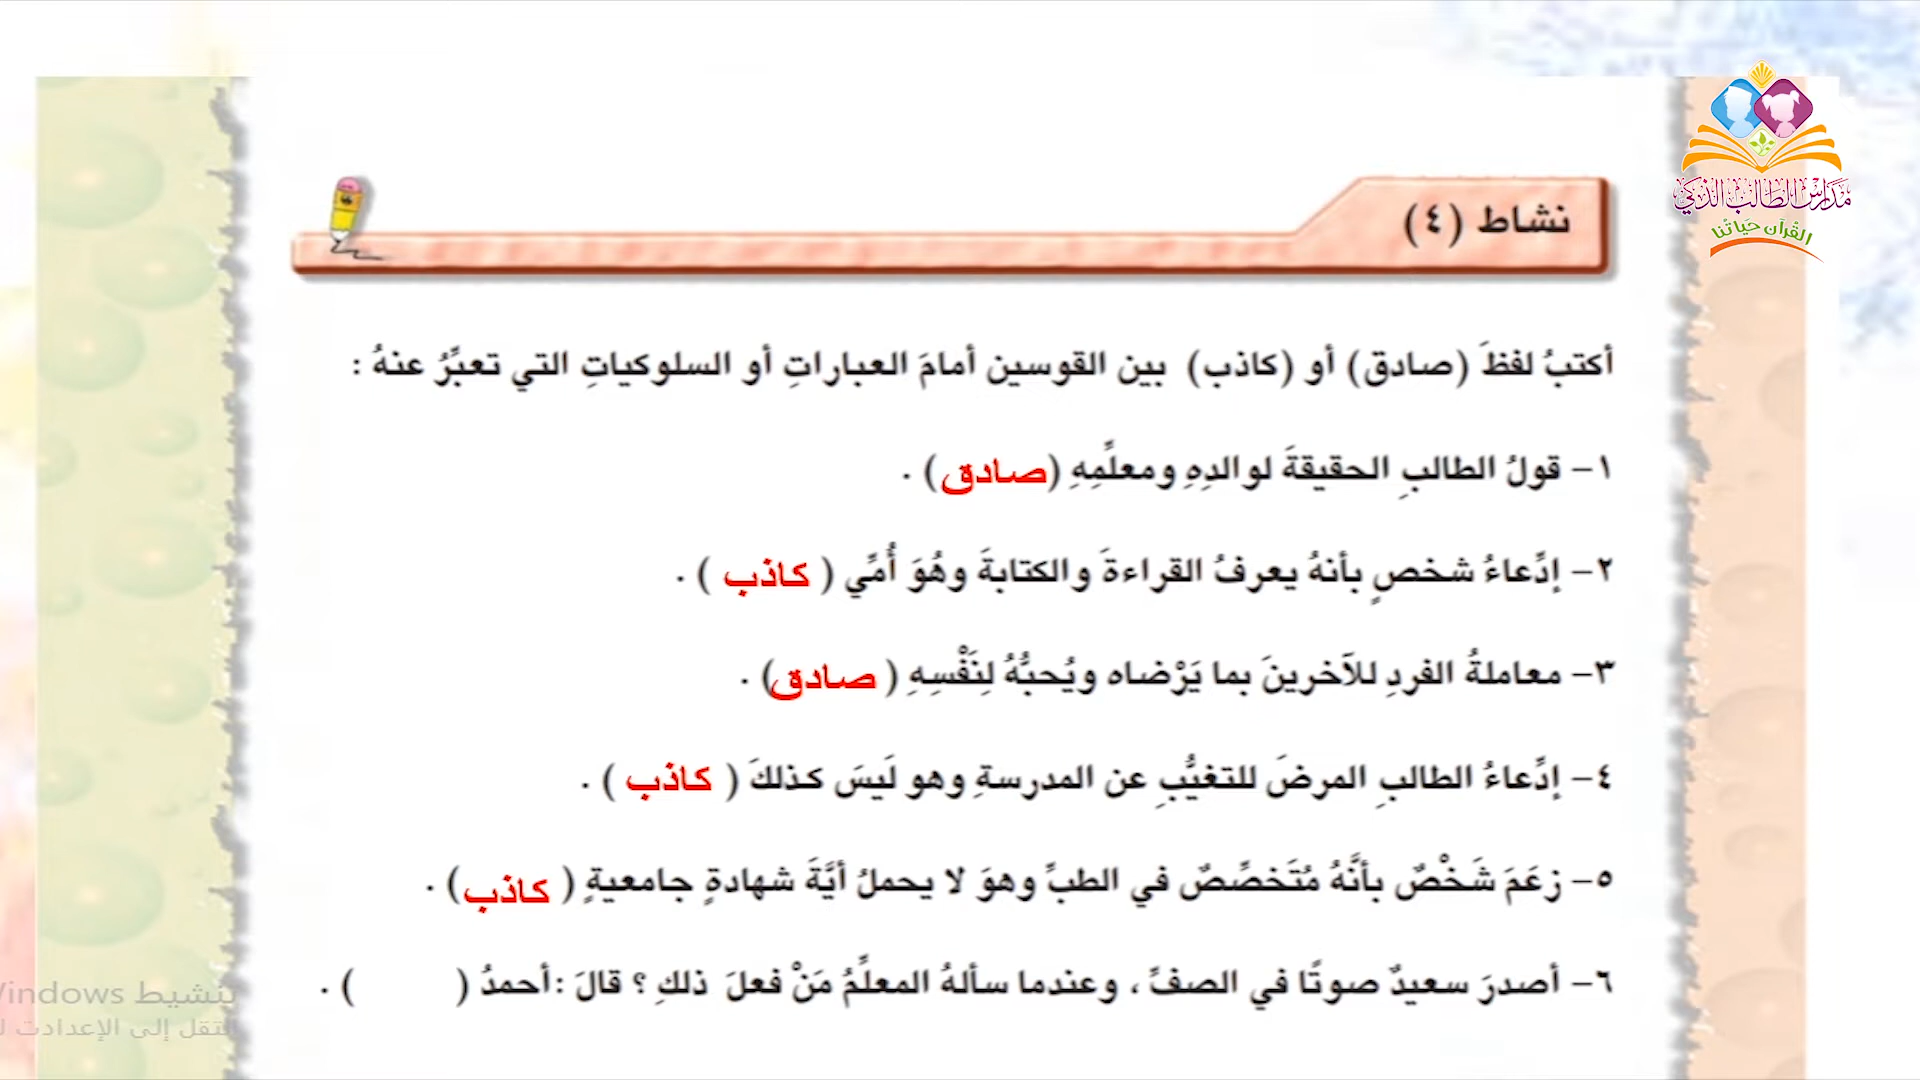 مدارس الطالب الذكي
القرآن حياتنا
نشاط (٤)
أكتبُ لفظَ (صادق) أو (كاذب) بين القوسين أمامَ العباراتِ أو السلوكياتِ التي تعبِّرُ عنهُ :
١- قولُ الطالبِ الحقيقةَ لوالدِهِ ومعلِّمِهِ (صادق) .
٢- إدِّعاءُ شخصٍ بأنهُ يعرفُ القراءةَ والكتابةَ وهُوَ أُمِّي ( كاذب ) .
٣- معاملةُ الفردِ للآخرينَ بما يَرْضاه ويُحبُّهُ لِنَفْسِهِ ( صادق) .
٤- إدِّعاءُ الطالبِ المرضَ للتغيُّبِ عن المدرسةِ وهو لَيسَ كذلكَ ( كاذب ) .
٥- زعَمَ شَخْصٌ بأنَّهُ مُتَخصِّصٌ في الطبِّ وهوَ لا يحملُ أيَّةَ شهادةٍ جامعيةٍ ( كاذب) .
٦- أصدرَ سعيدٌ صوتًا في الصفِّ ، وعندما سألهُ المعلِّمُ مَنْ فعلَ ذلكِ ؟ قالَ : أحمدُ ( ) .
تنشيط Windows
انتقل إلى الإعدادت